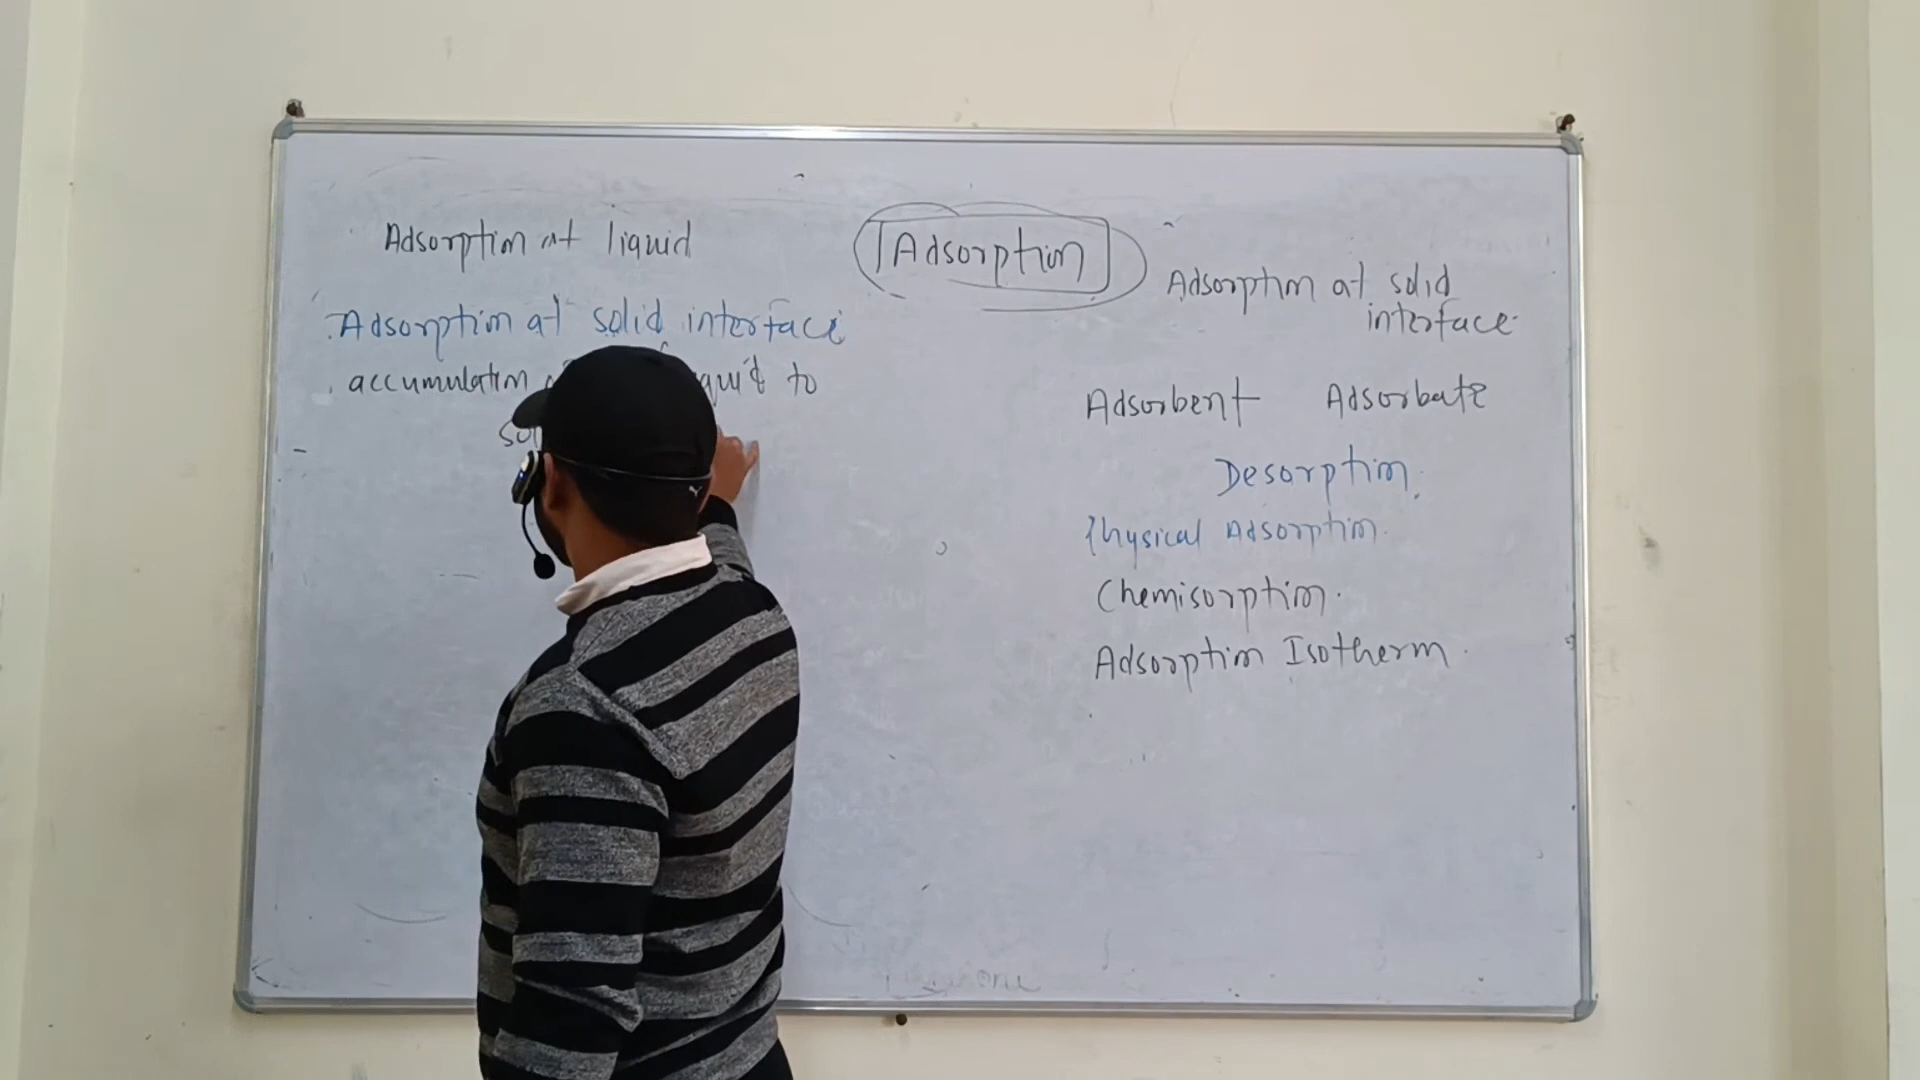 Adsorption at liquid
Adsorption
Adsorption at solid
interface
Adsorption at solid interface
accumulation to
Adsorbent Adsorbate
Desorption
Physical Adsorption
Chemisorption
Adsorption Isotherm